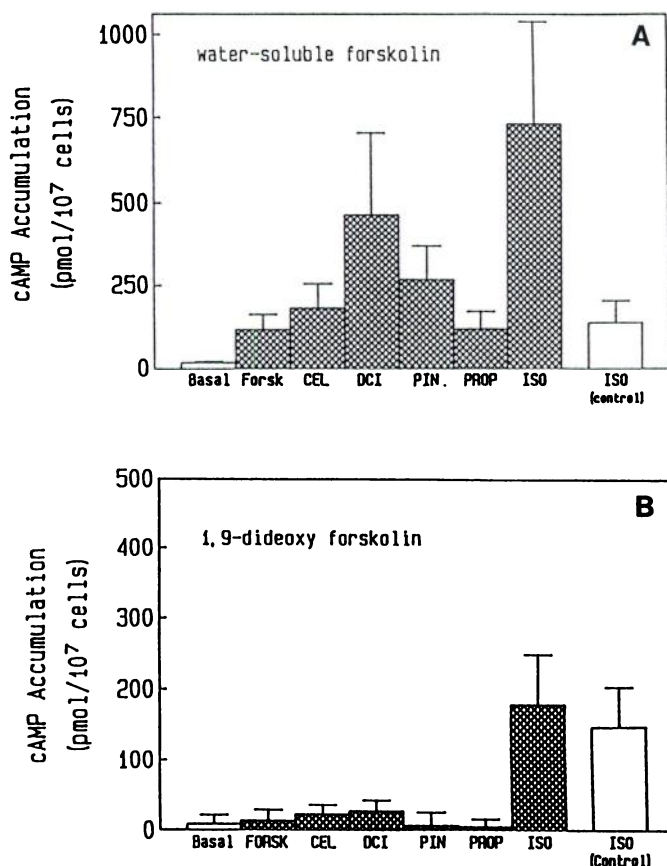 A
water-soluble forskolin
CAMP Accumulation
(pmol/10⁷ cells)
1000
750
500
250
0
Basal Forsk CEL DCI PIN. PROP ISO ISO
(control)
B
1,9-dideoxy forskolin
CAMP Accumulation
(pmol/10⁷ cells)
500
400
300
200
100
0
Basal FORSK CEL DCI PIN PROP ISO ISO
(Control)